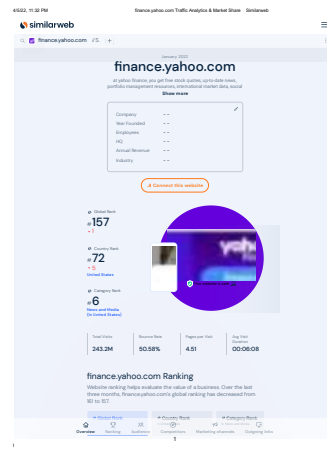 4/5/22, 11:32 PM finance.yahoo.com Traffic Analytics & Market Share Similarweb
similarweb
finance.yahoo.com v/s +
January 2022
finance.yahoo.com
at yahoo finance, you get free stock quotes, up-to-date news,
portfolio management resources, international market data, social
Show more
Company - -
Year Founded - -
Employees - -
HQ - -
Annual Revenue - -
Industry - -
Connect this website
Global Rank
#157
1
Country Rank
#72
5
United States
Category Rank
#6
News and Media
(In United States)
Total Visits Bounce Rate Pages per Visit Avg Visit
Duration
243.2M 50.58% 4.51 00:06:08
finance.yahoo.com Ranking
Website ranking helps evaluate the value of a business. Over the last
three months, finance.yahoo.com's global ranking has decreased from
161 to 157.
Global Rank Country Rank Category Rank
Overview Ranking Audience Competitors Marketing channels Outgoing links
1